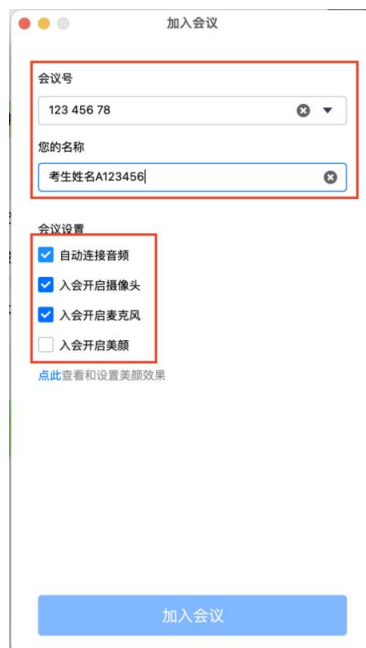 加入会议
会议号
123 456 78
您的名称
考生姓名A123456
会议设置
自动连接音频
入会开启摄像头
入会开启麦克风
入会开启美颜
点此查看和设置美颜效果
加入会议